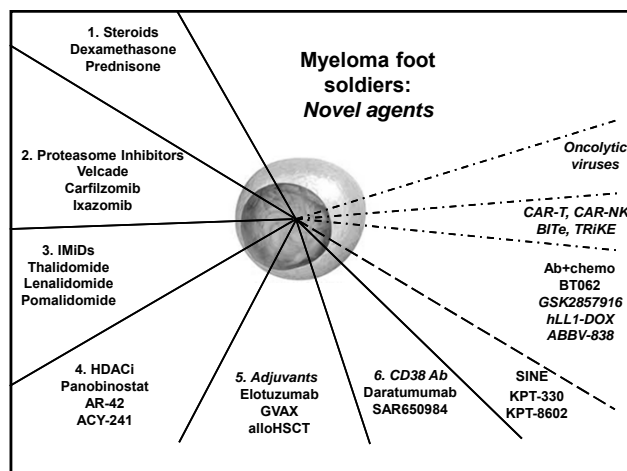 Myeloma foot
soldiers:
Novel agents
1. Steroids
Dexamethasone
Prednisone
2. Proteasome Inhibitors
Velcade
Carfilzomib
Ixazomib
3. IMiDs
Thalidomide
Lenalidomide
Pomalidomide
4. HDACi
Panobinostat
AR-42
ACY-241
5. Adjuvants
Elotuzumab
GVAX
alloHSCT
6. CD38 Ab
Daratumumab
SAR650984
SINE
KPT-330
KPT-8602
Ab+chemo
BT062
GSK2857916
hLL1-DOX
ABBV-838
CAR-T, CAR-NK
BITe, TRiKE
Oncolytic
viruses